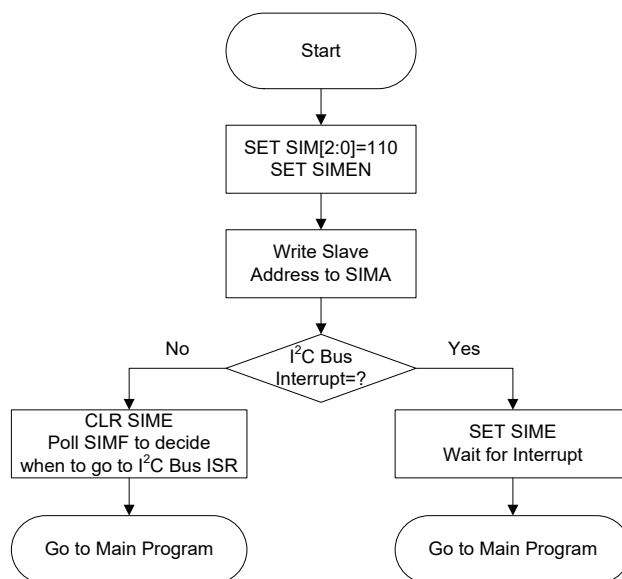 Start
SET SIM[2:0]=110
SET SIMEN
Write Slave
Address to SIMA
I²C Bus
Interrupt=?
No
Yes
CLR SIME
Poll SIMF to decide
when to go to I²C Bus ISR
SET SIME
Wait for Interrupt
Go to Main Program
Go to Main Program